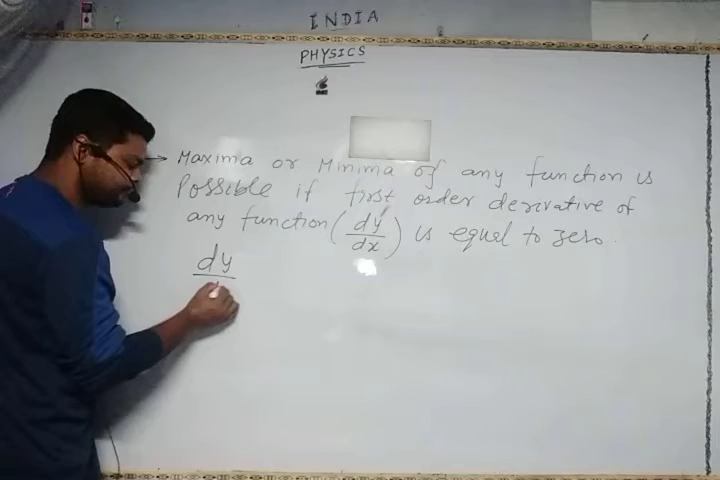 INDIA
PHYSICS
→ Maxima or Minima of any function is
Possible if first order derivative of
any function (dy/dx) is equal to zero.
dy